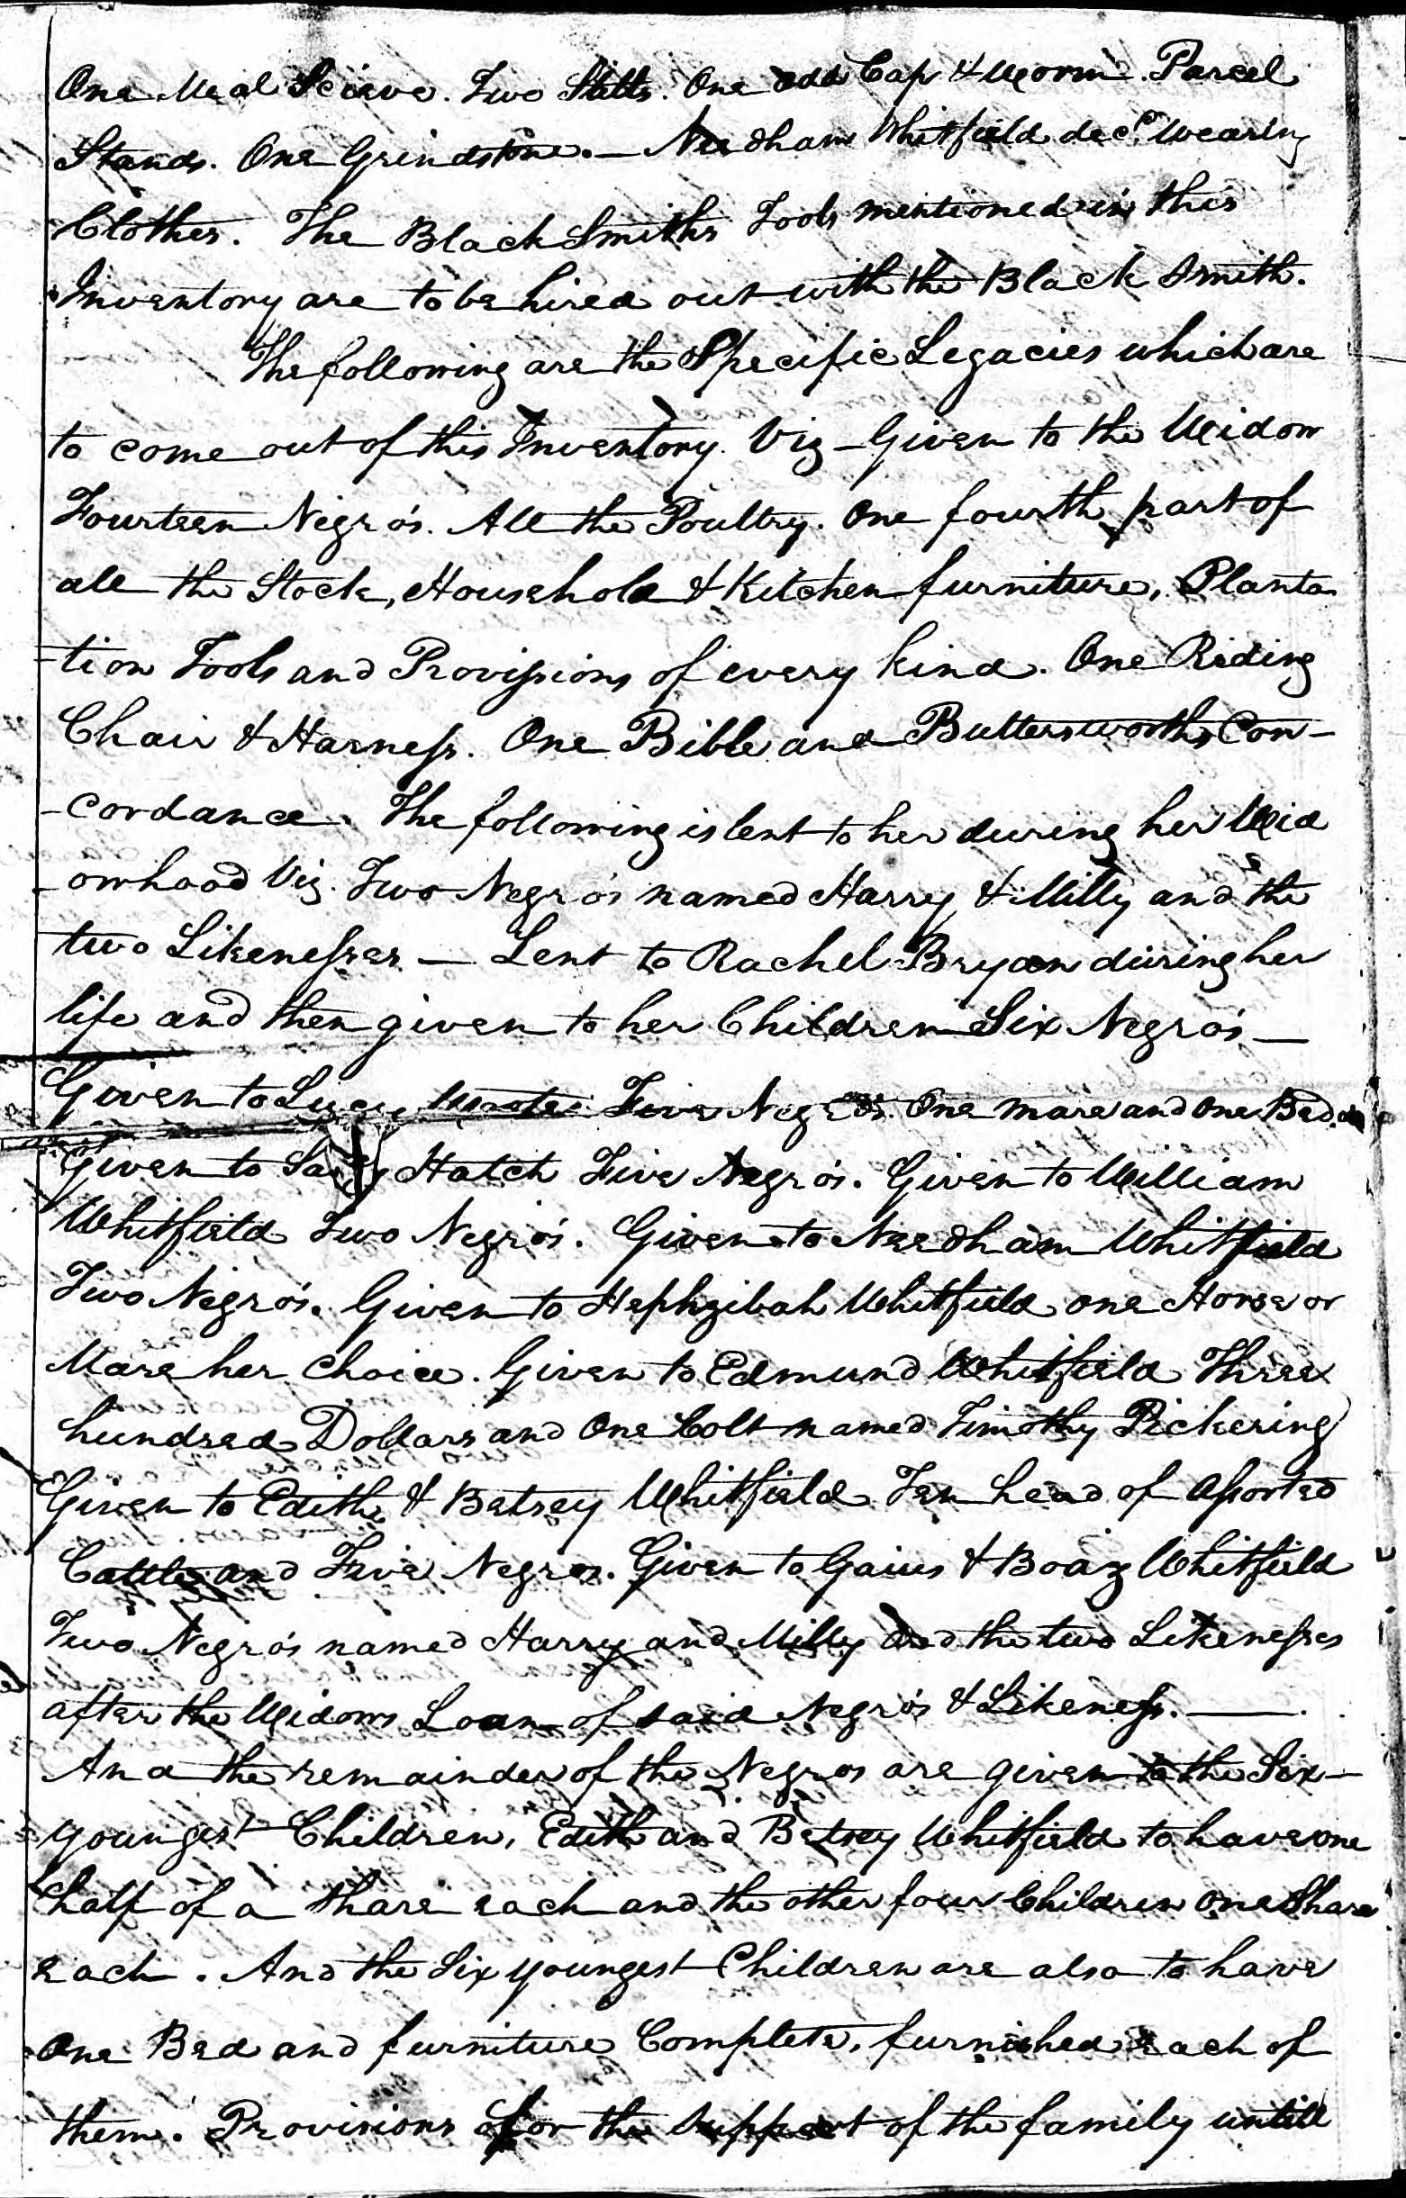 One Meal Scieve. Two Stills. One odd Cap & Worm. Parcel
Stands. One Grindstone. — Needham Whitfield decd. Wearing
Clothes. The Black Smiths Tools mentioned in this
Inventory are to be hired out with the Black Smith.
The following are the Specific Legacies which are
to come out of this Inventory. Viz — Given to the Widow
Fourteen Negro's. All the Poultry. One fourth part of
all the Stock, Household & Kitchen furniture, Planta
-tion Tools and Provissions of every kind. One Riding
Chair & Harness. One Bible and Buttersworths Con-
-cordance. The following is lent to her during her Wid
-owhood Viz. Two Negro's named Harry & Milly and the
two Likenesses — Lent to Rachel Bryan during her
life and then given to her Children Six Negro's —
Given to Five Negro's. One mare and one Bed
Given to Hatch Five Negro's. Given to William
Whitfield Two Negro's. Given to Needham Whitfield
Two Negro's. Given to Hephzibah Whitfield one Horse or
Mare her Choice. Given to Edmund Whitfield Three
hundred Dollars and One Colt named Timothy Pickering
Given to Edith & Betsey Whitfield Ten head of Assorted
Cattle and Five Negros. Given to Gaius & Boaz Whitfield
Two Negro's named Harry and Milly and the two Likenesses
after the Widows Loan of said Negro's & Likeness. —
And the remainder of the Negros are given to the Six
youngest Children, Edith and Betsey Whitfield to have one
half of a share each and the other four Children one Share
each. And the Six youngest Children are also to have
One Bed and furniture Complete, furnished each of
them. Provisions for the support of the family untill